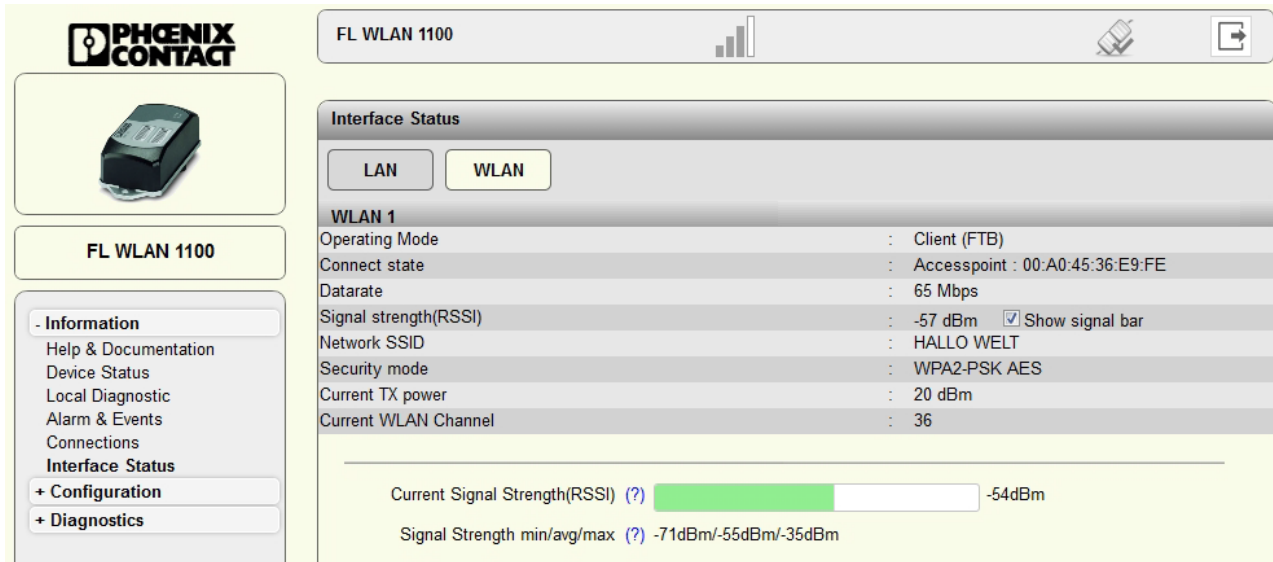 PHŒNIX
CONTACT
FL WLAN 1100
FL WLAN 1100
- Information
Help & Documentation
Device Status
Local Diagnostic
Alarm & Events
Connections
Interface Status
+ Configuration
+ Diagnostics
Interface Status
LAN WLAN
WLAN 1
Operating Mode : Client (FTB)
Connect state : Accesspoint : 00:A0:45:36:E9:FE
Datarate : 65 Mbps
Signal strength(RSSI) : -57 dBm Show signal bar
Network SSID : HALLO WELT
Security mode : WPA2-PSK AES
Current TX power : 20 dBm
Current WLAN Channel : 36
Current Signal Strength(RSSI) (?) -54dBm
Signal Strength min/avg/max (?) -71dBm/-55dBm/-35dBm